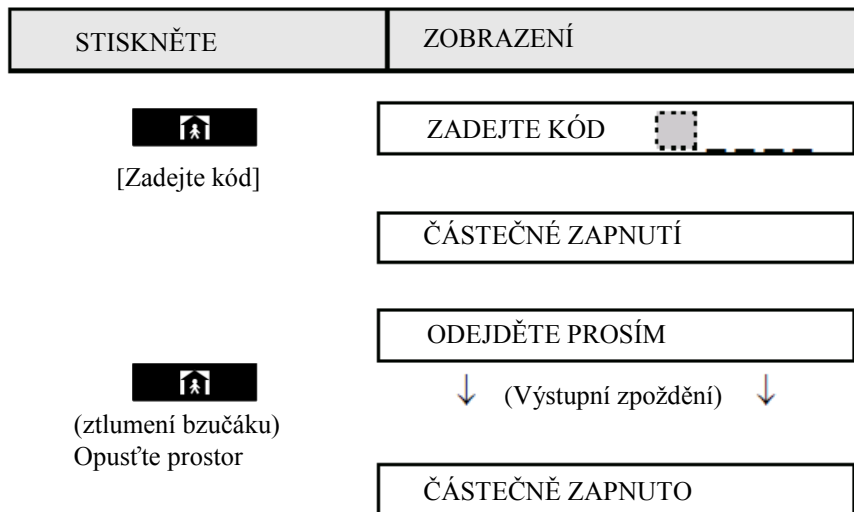 STISKNĚTE
ZOBRAZENÍ
ZADEJTE KÓD
[Zadejte kód]
ČÁSTEČNÉ ZAPNUTÍ
ODEJDĚTE PROSÍM
↓ (Výstupní zpoždění) ↓
(ztlumení bzučáku)
Opusťte prostor
ČÁSTEČNĚ ZAPNUTO